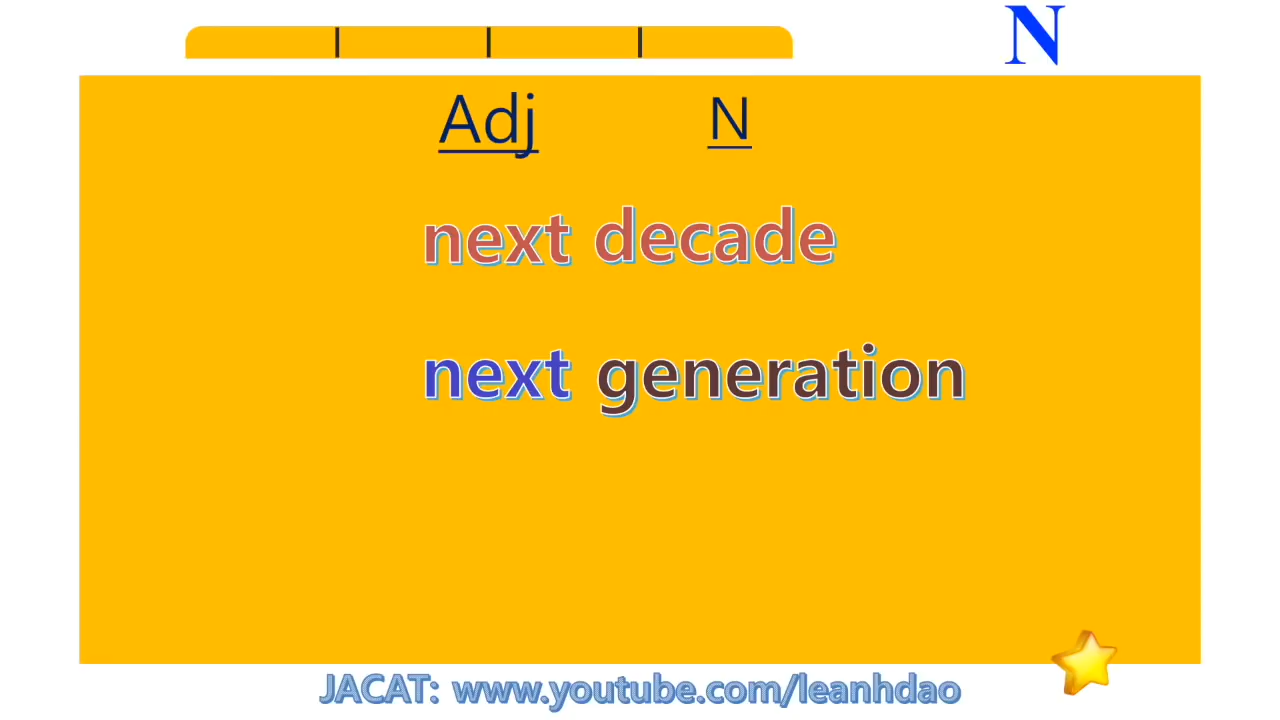 N
Adj N
next decade
next generation
JACAT: www.youtube.com/leanhdao